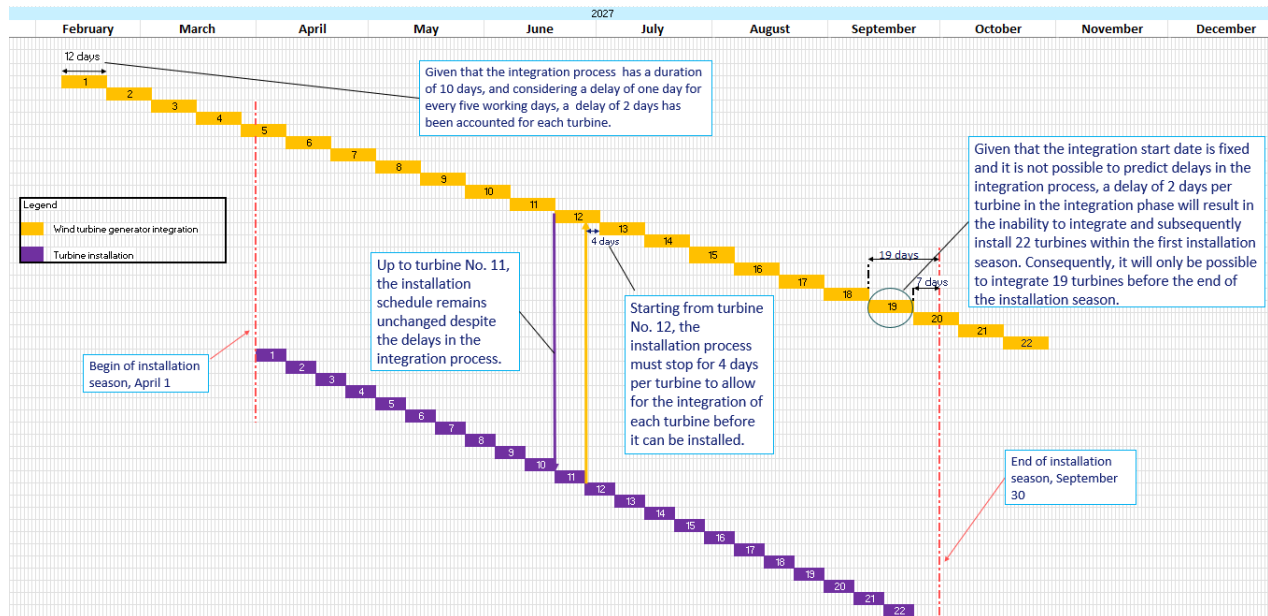 2027
February March April May June July August September October November December
12 days
Given that the integration process has a duration
of 10 days, and considering a delay of one day for
every five working days, a delay of 2 days has
been accounted for each turbine.
1
2
3
4
5
6
7
8
9
10
11
12
13
14
15
16
17
18
19
20
21
22
4 days
19 days
7 days
Given that the integration start date is fixed
and it is not possible to predict delays in the
integration process, a delay of 2 days per
turbine in the integration phase will result in
the inability to integrate and subsequently
install 22 turbines within the first installation
season. Consequently, it will only be possible
to integrate 19 turbines before the end of
the installation season.
Legend
Wind turbine generator integration
Turbine installation
Up to turbine No. 11,
the installation
schedule remains
unchanged despite
the delays in the
integration process.
Starting from turbine
No. 12, the
installation process
must stop for 4 days
per turbine to allow
for the integration of
each turbine before
it can be installed.
Begin of installation
season, April 1
1
2
3
4
5
6
7
8
9
10
11
12
13
14
15
16
17
18
19
20
21
22
End of installation
season, September
30